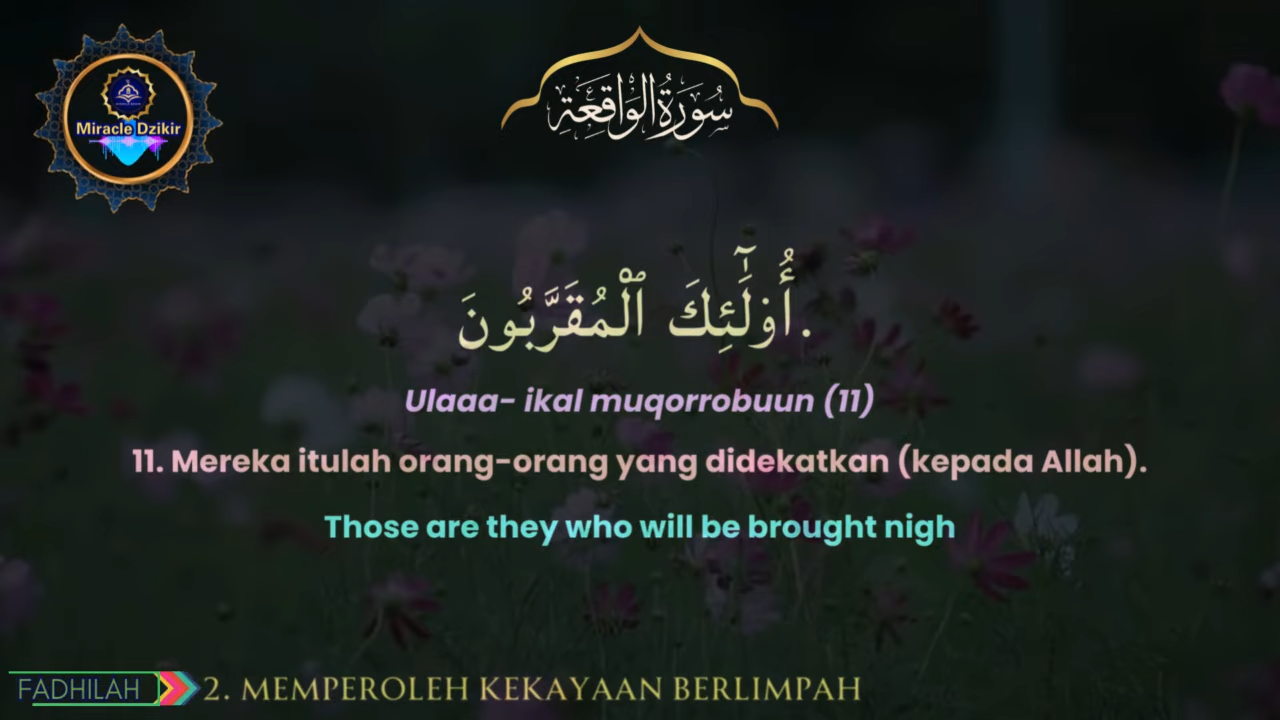 Miracle Dzikir
سُورَةُ الْوَاقِعَةِ
.أُو۟لَٰٓئِكَ ٱلْمُقَرَّبُونَ
Ulaaa- ikal muqorrobuun (11)
11. Mereka itulah orang-orang yang didekatkan (kepada Allah).
Those are they who will be brought nigh
FADHILAH 2. MEMPEROLEH KEKAYAAN BERLIMPAH